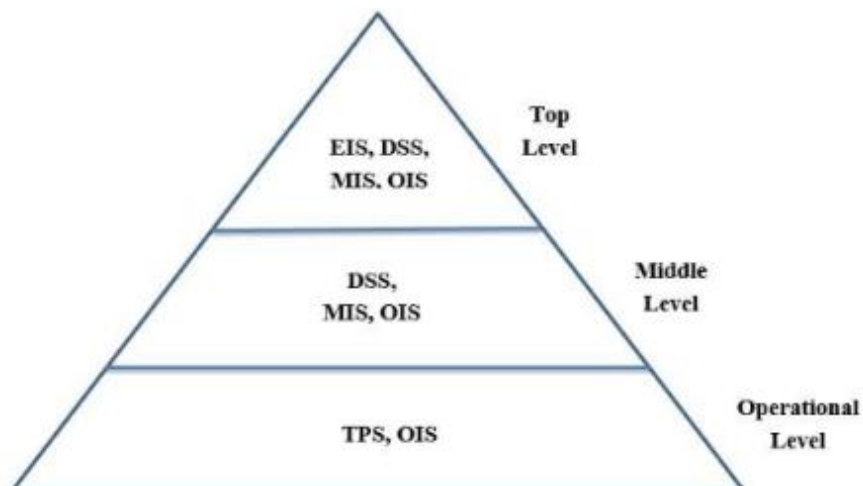 Top
Level
EIS, DSS,
MIS. OIS
Middle
Level
DSS,
MIS, OIS
Operational
Level
TPS, OIS